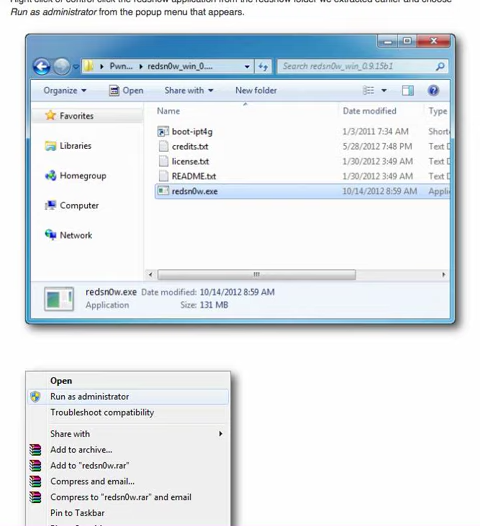 Run as administrator from the popup menu that appears.
Pwn... ▸ redsn0w_win_0....
Search redsn0w_win_0.9.15b1
Organize Open Share with New folder
Name Date modified Type
Favorites
boot-ipt4g 1/3/2011 7:34 AM Short
credits.txt 5/28/2012 7:48 PM Text D
Libraries
license.txt 1/30/2012 3:49 AM Text D
README.txt 1/30/2012 3:49 AM Text D
Homegroup
redsn0w.exe 10/14/2012 8:59 AM Appli
Computer
Network
redsn0w.exe Date modified: 10/14/2012 8:59 AM
Application Size: 131 MB
Open
Run as administrator
Troubleshoot compatibility
Share with
Add to archive...
Add to "redsn0w.rar"
Compress and email...
Compress to "redsn0w.rar" and email
Pin to Taskbar